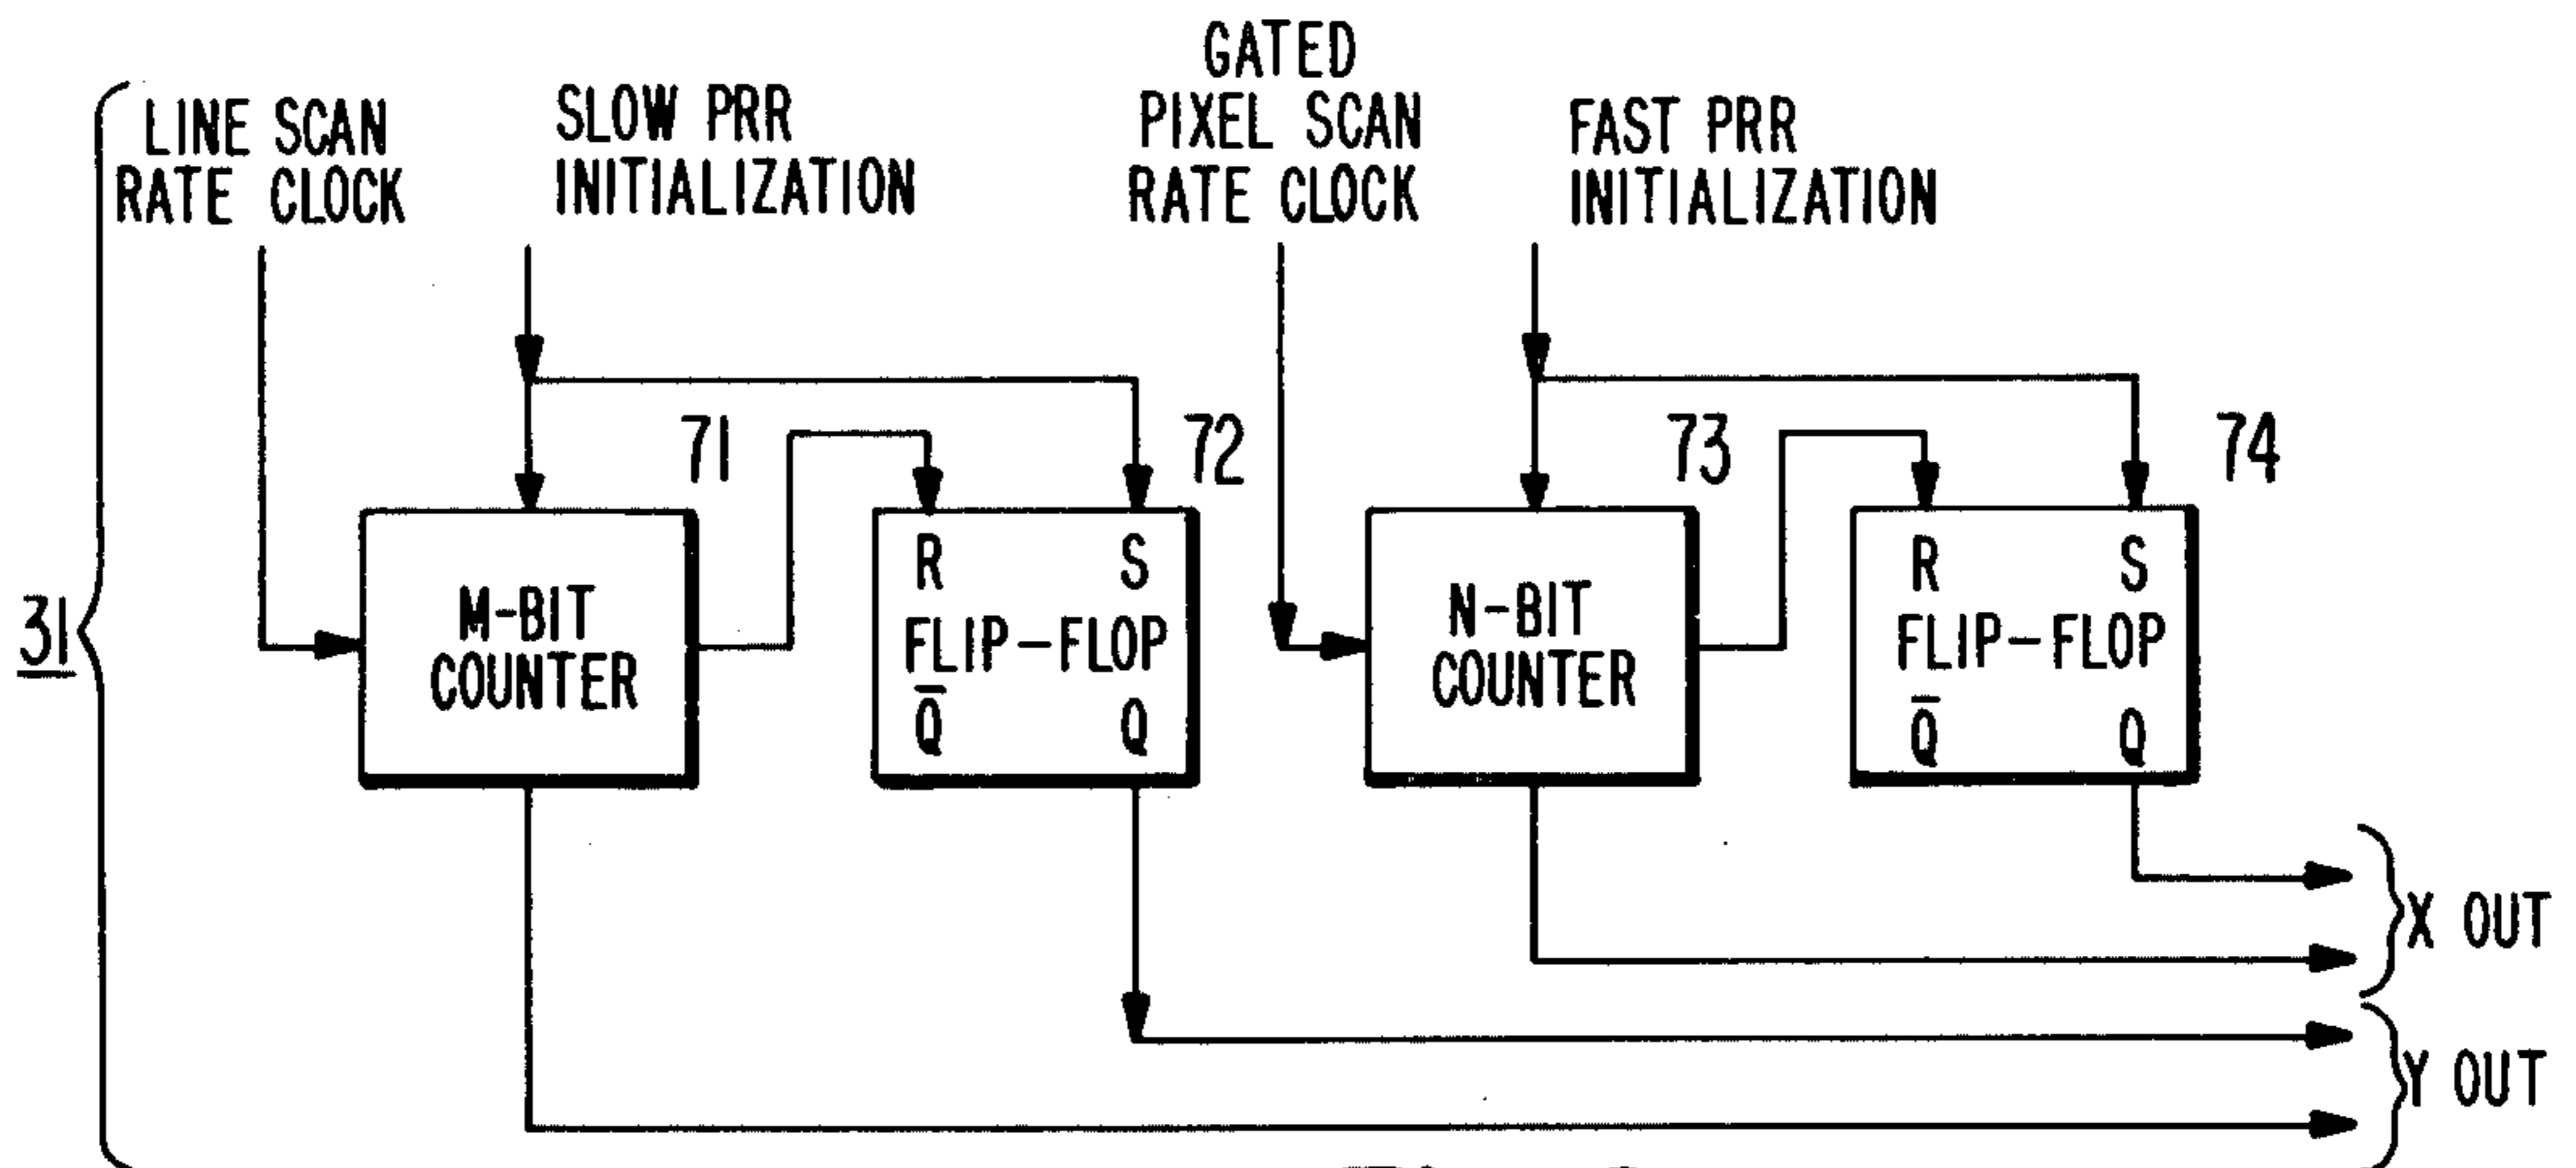 LINE SCAN
RATE CLOCK
SLOW PRR
INITIALIZATION
GATED
PIXEL SCAN
RATE CLOCK
FAST PRR
INITIALIZATION
71
72
73
74
31
M-BIT
COUNTER
R S
FLIP-FLOP
Q̅ Q
N-BIT
COUNTER
R S
FLIP-FLOP
Q̅ Q
X OUT
Y OUT